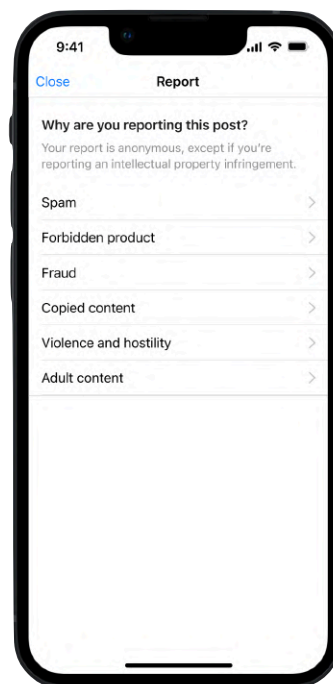 9:41
Close
Report
Why are you reporting this post?
Your report is anonymous, except if you're
reporting an intellectual property infringement.
Spam
Forbidden product
Fraud
Copied content
Violence and hostility
Adult content